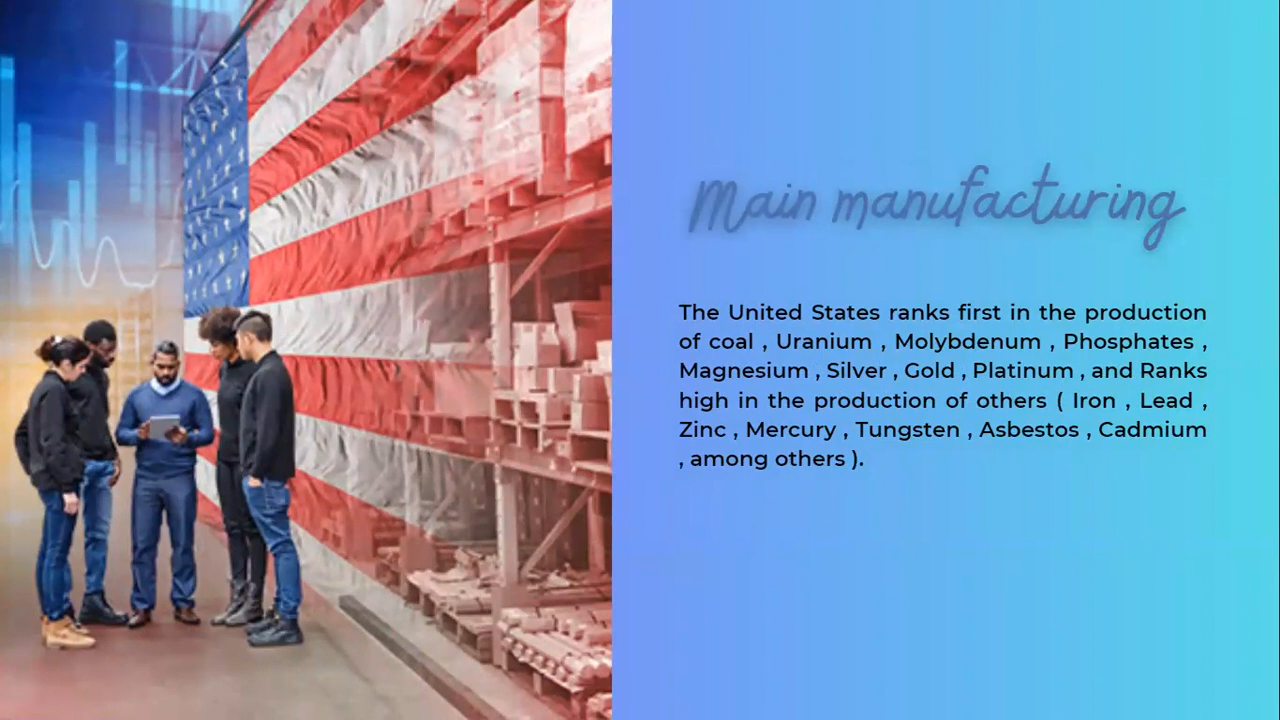 Main manufacturing
The United States ranks first in the production
of coal , Uranium , Molybdenum , Phosphates ,
Magnesium , Silver , Gold , Platinum , and Ranks
high in the production of others ( Iron , Lead ,
Zinc , Mercury , Tungsten , Asbestos , Cadmium
, among others ).